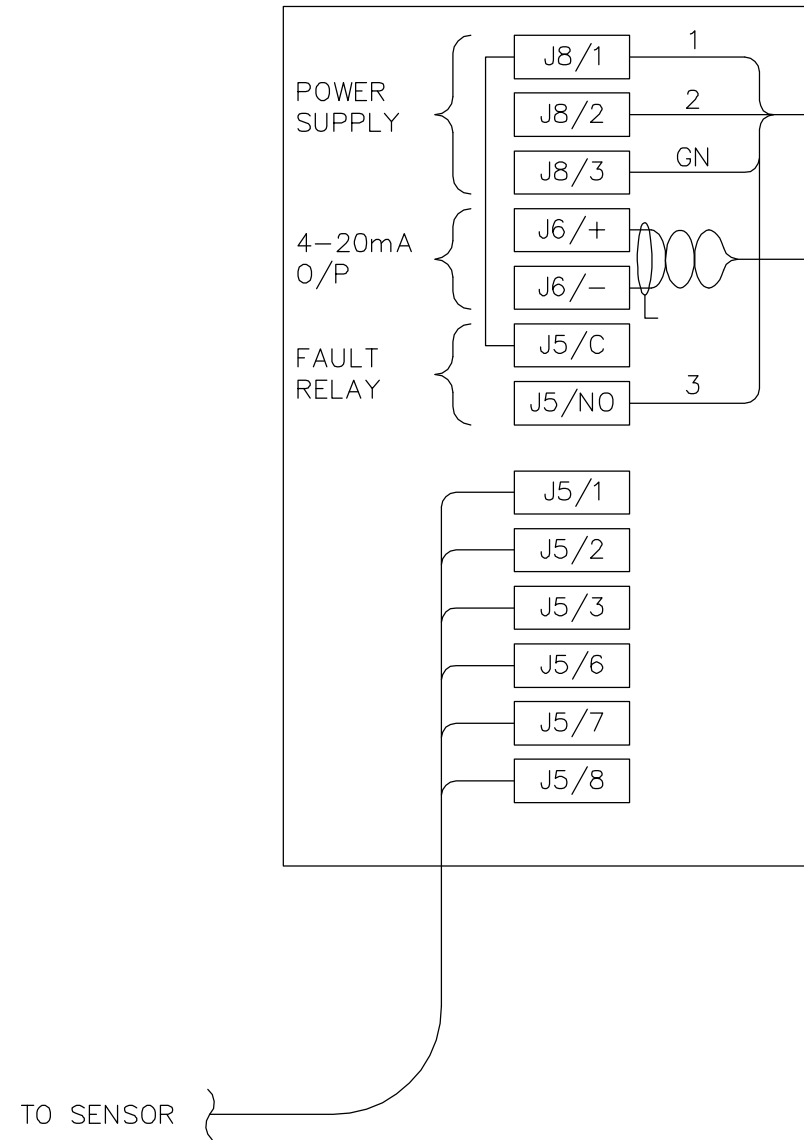 POWER
SUPPLY
J8/1
1
J8/2
2
J8/3
GN
4-20mA
O/P
J6/+
J6/-
FAULT
RELAY
J5/C
J5/NO
3
J5/1
J5/2
J5/3
J5/6
J5/7
J5/8
TO SENSOR